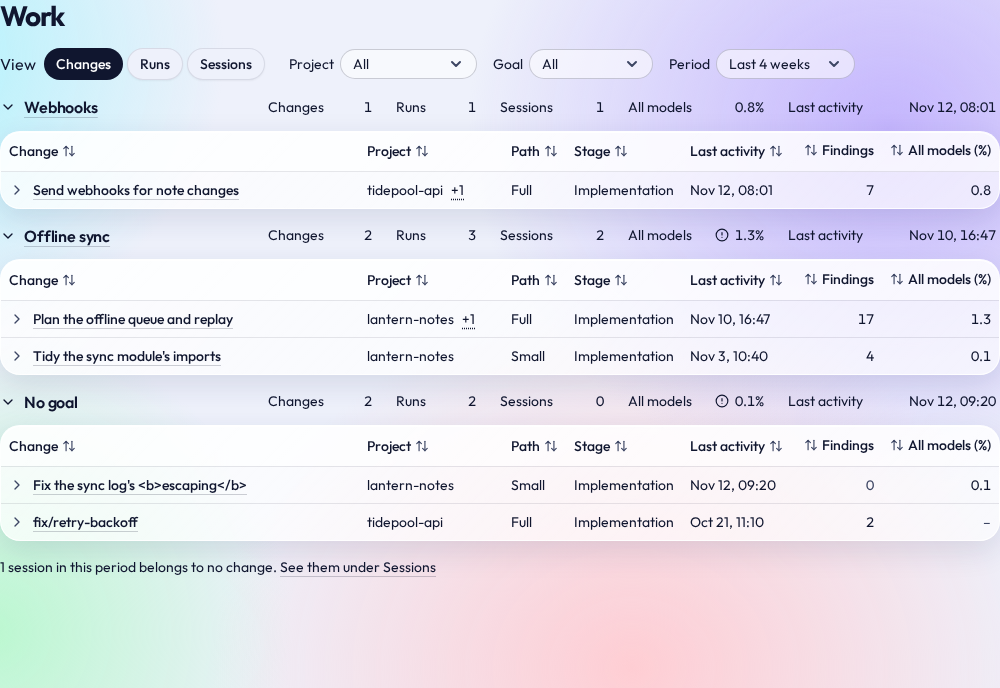 Work
View Changes Runs Sessions Project All Goal All Period Last 4 weeks
Webhooks Changes 1 Runs 1 Sessions 1 All models 0.8% Last activity Nov 12, 08:01
Change Project Path Stage Last activity Findings All models (%)
Send webhooks for note changes tidepool-api +1 Full Implementation Nov 12, 08:01 7 0.8
Offline sync Changes 2 Runs 3 Sessions 2 All models 1.3% Last activity Nov 10, 16:47
Change Project Path Stage Last activity Findings All models (%)
Plan the offline queue and replay lantern-notes +1 Full Implementation Nov 10, 16:47 17 1.3
Tidy the sync module's imports lantern-notes Small Implementation Nov 3, 10:40 4 0.1
No goal Changes 2 Runs 2 Sessions 0 All models 0.1% Last activity Nov 12, 09:20
Change Project Path Stage Last activity Findings All models (%)
Fix the sync log's <b>escaping</b> lantern-notes Small Implementation Nov 12, 09:20 0 0.1
fix/retry-backoff tidepool-api Full Implementation Oct 21, 11:10 2 –
1 session in this period belongs to no change. See them under Sessions